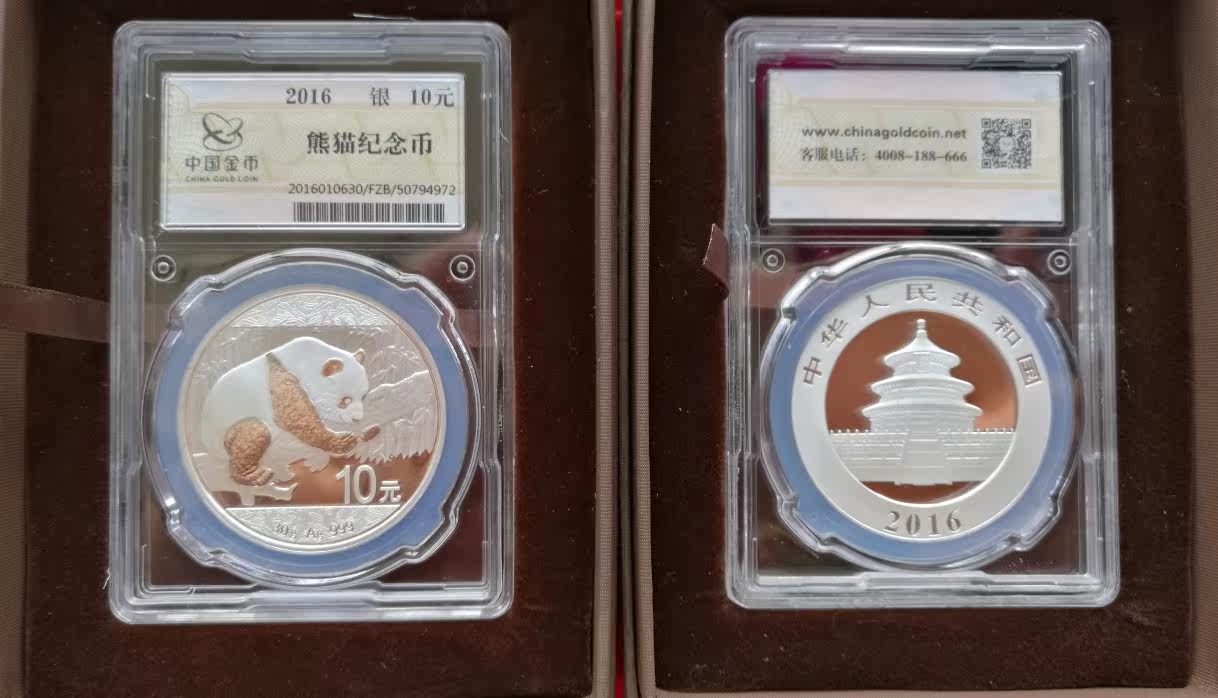 2016 银 10元
熊猫纪念币
中国金币
CHINA GOLD COIN
2016010630/FZB/50794972
10元
30g Ag 999
www.chinagoldcoin.net
客服电话：4008-188-666
中华人民共和国
2016